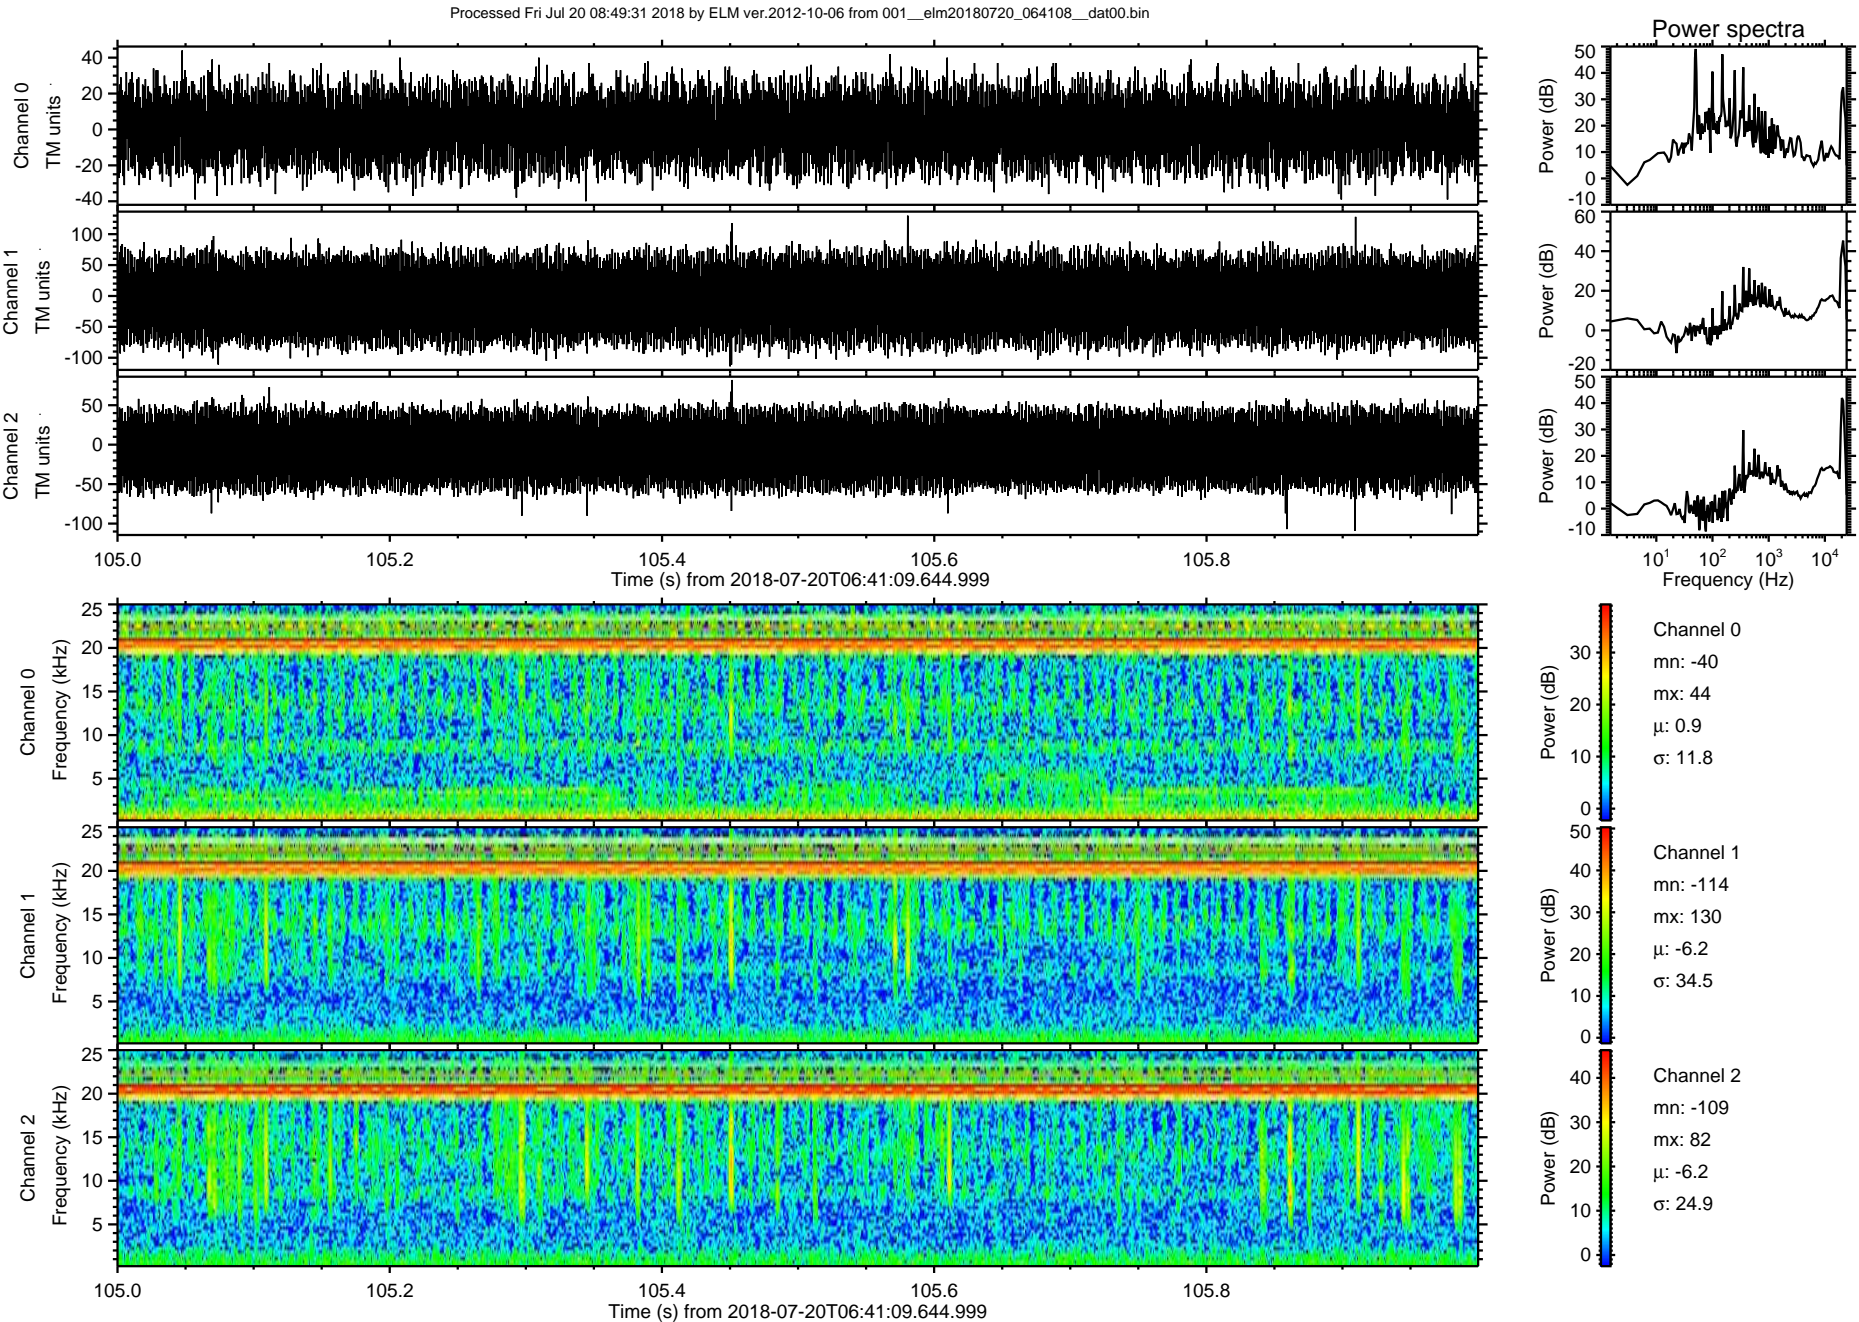 Processed Fri Jul 20 08:49:31 2018 by ELM ver.2012-10-06 from 001__elm20180720_064108__dat00.bin
Power spectra
Channel 0
TM units
40
20
0
-20
-40
Power (dB)
50
40
30
20
10
0
-10
Channel 1
TM units
100
50
0
-50
-100
Power (dB)
60
40
20
0
-20
Channel 2
TM units
50
0
-50
-100
Power (dB)
50
40
30
20
10
0
-10
105.0 105.2 105.4 105.6 105.8
Time (s) from 2018-07-20T06:41:09.644.999
10^1 10^2 10^3 10^4
Frequency (Hz)
Channel 0
Frequency (kHz)
25
20
15
10
5
Power (dB)
30
20
10
0
Channel 0
mn: -40
mx: 44
μ: 0.9
σ: 11.8
Channel 1
Frequency (kHz)
25
20
15
10
5
Power (dB)
50
40
30
20
10
0
Channel 1
mn: -114
mx: 130
μ: -6.2
σ: 34.5
Channel 2
Frequency (kHz)
25
20
15
10
5
Power (dB)
40
30
20
10
0
Channel 2
mn: -109
mx: 82
μ: -6.2
σ: 24.9
105.0 105.2 105.4 105.6 105.8
Time (s) from 2018-07-20T06:41:09.644.999